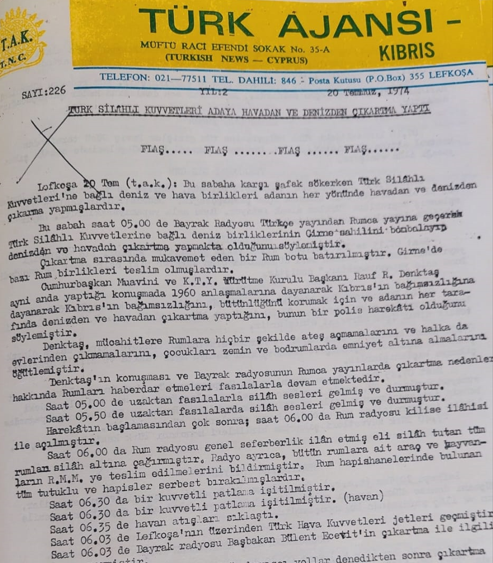 T.A.K.
T.N.C.
TÜRK AJANSI -
KIBRIS
MÜFTÜ RACİ EFENDİ SOKAK No. 35-A
(TURKISH NEWS — CYPRUS)
TELEFON: 021—77511 TEL. DAHİLİ: 846 - Posta Kutusu (P.O.Box) 355 LEFKOŞA
SAYI:226 YIL:2 20 Temmuz, 1974
TURK SİLAHLI KUVVETLERİ ADAYA HAVADAN VE DENİZDEN ÇIKARTMA YAPTI
FLAŞ..... FLAŞ ........FLAŞ ...... FLAŞ......
Lofkoşa 20 Tem (t.a.k.): Bu sabaha karşı şafak sökerken Türk Silâhlı
Kuvvetleri'ne bağlı deniz ve hava birlikleri adanın her yönünde havadan ve denizden
çıkarma yapmışlardır.
Bu sabah saat 05.00 de Bayrak Radyosu Türkçe yayından Rumca yayına geçerek
Türk Silâhlı Kuvvetlerine bağlı deniz birliklerinin Girne sahilini bombalayıp
denizden ve havadan çıkartma yapmakta olduğunu söylemiştir.
Çıkartma sırasında mukavemet eden bir Rum botu batırılmıştır. Girne'de
bazı Rum birlikleri teslim olmuşlardır.
Cumhurbaşkan Muavini ve K.T.Y. Yürütme Kurulu Başkanı Rauf R. Denktaş
ayni anda yaptığı konuşmada 1960 anlaşmalarına dayanarak Kıbrıs'ın bağımsızlığına
dayanarak Kıbrıs'ın bağımsızlığını, bütünlüğünü korumak için ve adanın her tara-
fında denizden ve havadan çıkartma yaptığını, bunun bir polis harekâtı olduğunu
söylemiştir.
Denktaş, mücahitlere Rumlara hiçbir şekilde ateş açmamalarını ve halka da
evlerinden çıkmamalarını, çocukları zemin ve bodrumlarda emniyet altına almalarını
öğütlemiştir.
Denktaş'ın konuşması ve Bayrak radyosunun Rumca yayınlarda çıkartma nedenler
hakkında Rumları haberdar etmeleri fasılalarla devam etmektedir.
Saat 05.00 de uzaktan fasılalarla silâh sesleri gelmiş ve durmuştur.
Saat 05.50 de uzaktan fasılalarla silâh sesleri gelmiş ve durmuştur.
Harekâtın başlamasından çok sonra; saat 06.00 da Rum radyosu kilise ilâhisi
ile açılmıştır.
Saat 06.00 da Rum radyosu genel seferberlik ilân etmiş eli silâh tutan tüm
rumları silâh altına çağırmıştır. Radyo ayrıca, bütün rumlara ait araç ve hayvan-
ların R.M.M. ye teslim edilmelerini bildirmiştir. Rum hapishanelerinde bulunan
tüm tutuklu ve hapisler serbest bırakılmışlardır.
Saat 06.30 da bir kuvvetli patlama işitilmiştir.
Saat 06.30 da bir kuvvetli patlama işitilmiştir. (havan)
Saat 06.35 de havan atışları sıklaştı.
Saat 06.03 de Lefkoşa'nın üzerinden Türk Hava Kuvvetleri jetleri geçmiştir
Saat 06.03 de Bayrak radyosu Başbakan Bülent Ecevit'in çıkartma ile ilgili
yollar denedikten sonra çıkartma